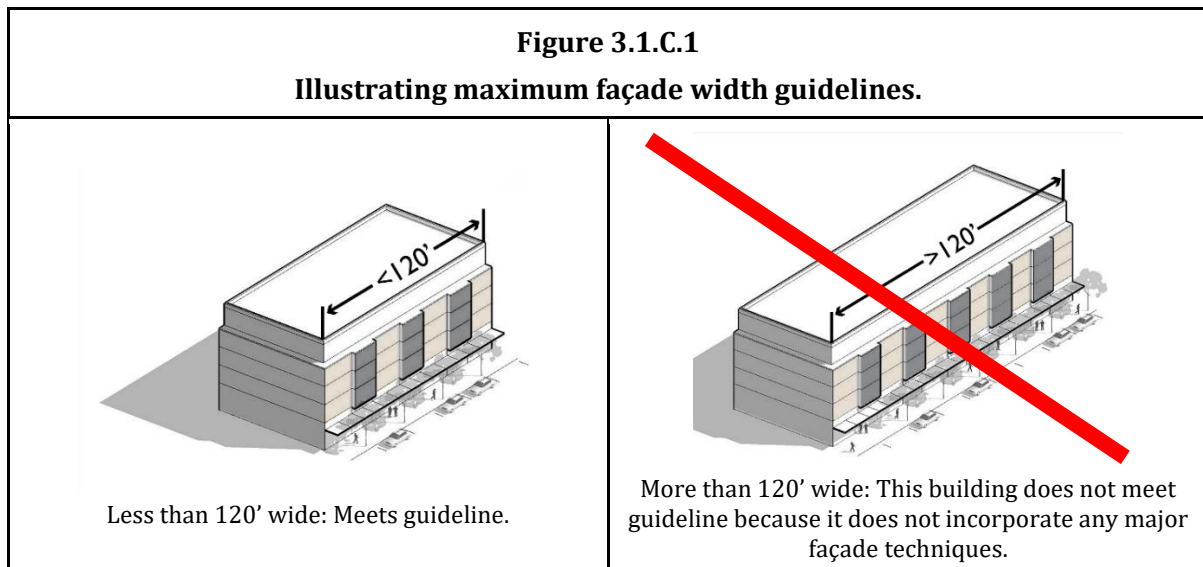 Figure 3.1.C.1
Illustrating maximum façade width guidelines.
<120’
>120’
Less than 120’ wide: Meets guideline.
More than 120’ wide: This building does not meet
guideline because it does not incorporate any major
façade techniques.